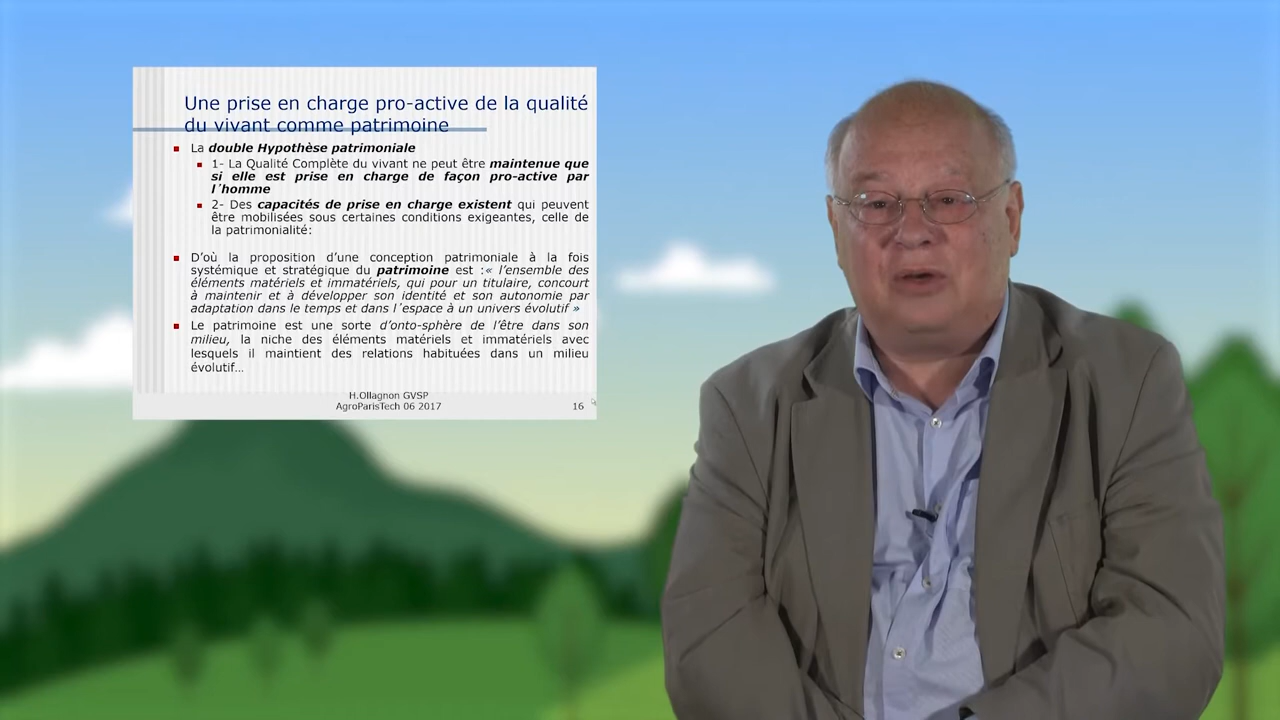 Une prise en charge pro-active de la qualité
du vivant comme patrimoine
La double Hypothèse patrimoniale
1- La Qualité Complète du vivant ne peut être maintenue que
si elle est prise en charge de façon pro-active par
l'homme
2- Des capacités de prise en charge existent qui peuvent
être mobilisées sous certaines conditions exigeantes, celle de
la patrimonialité:
D'où la proposition d'une conception patrimoniale à la fois
systémique et stratégique du patrimoine est :« l'ensemble des
éléments matériels et immatériels, qui pour un titulaire, concourt
à maintenir et à développer son identité et son autonomie par
adaptation dans le temps et dans l'espace à un univers évolutif »
Le patrimoine est une sorte d'onto-sphère de l'être dans son
milieu, la niche des éléments matériels et immatériels avec
lesquels il maintient des relations habituées dans un milieu
évolutif...
H.Ollagnon GVSP
AgroParisTech 06 2017
16